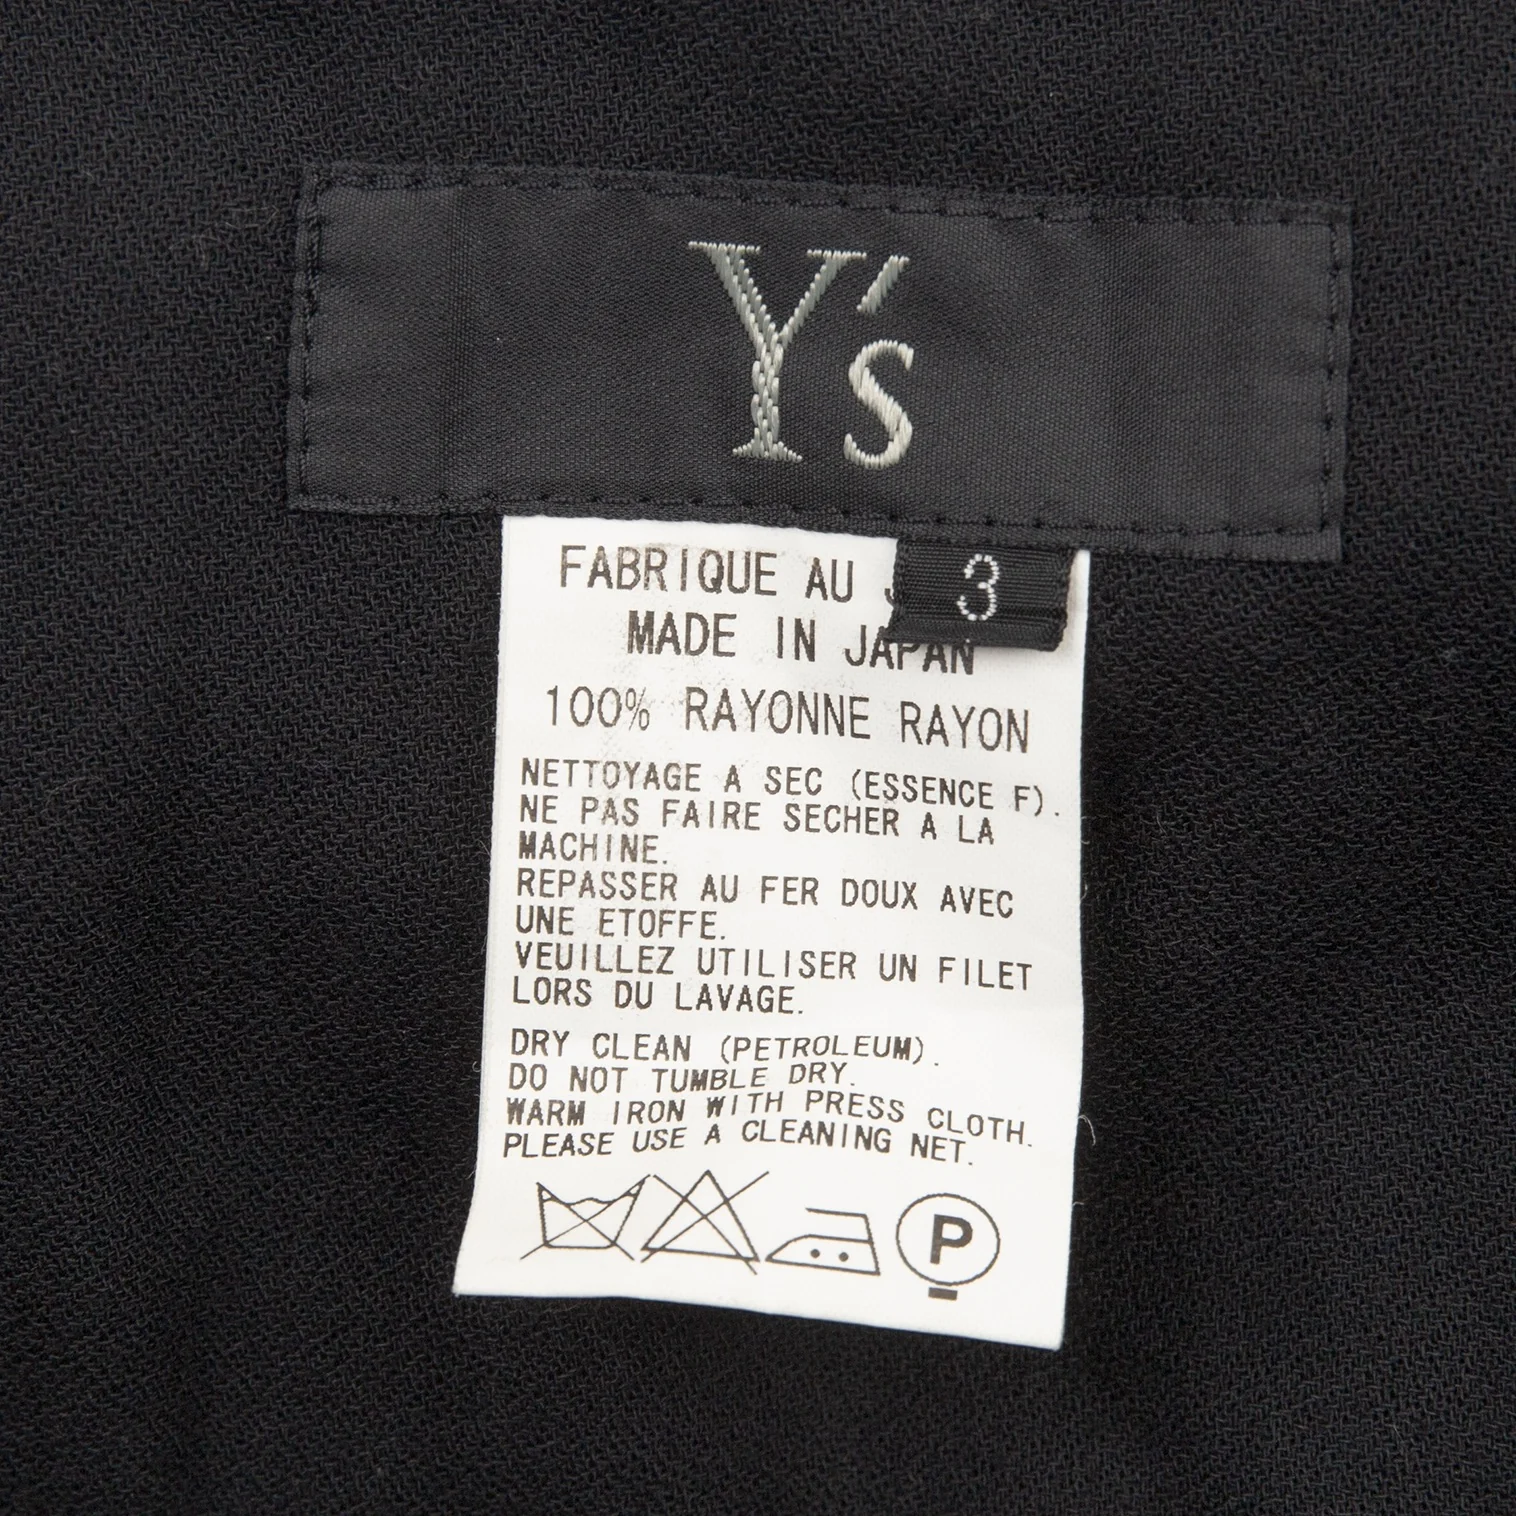 Y's
3
FABRIQUE AU
MADE IN JAPAN
100% RAYONNE RAYON
NETTOYAGE A SEC (ESSENCE F).
NE PAS FAIRE SECHER A LA
MACHINE.
REPASSER AU FER DOUX AVEC
UNE ETOFFE.
VEUILLEZ UTILISER UN FILET
LORS DU LAVAGE.
DRY CLEAN (PETROLEUM).
DO NOT TUMBLE DRY.
WARM IRON WITH PRESS CLOTH.
PLEASE USE A CLEANING NET.
P